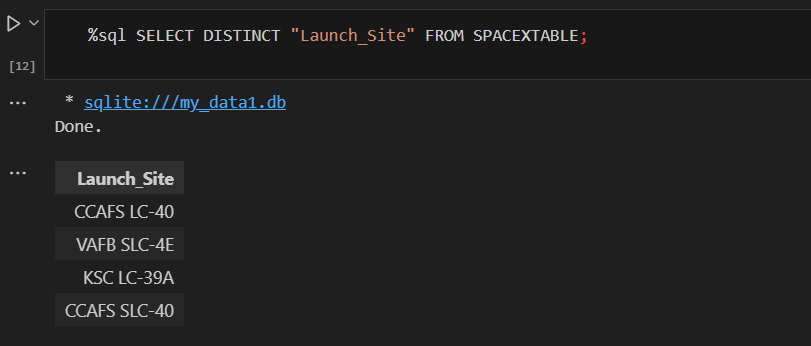 %sql SELECT DISTINCT "Launch_Site" FROM SPACEXTABLE;
[12]
... * sqlite:///my_data1.db
Done.
...
Launch_Site
CCAFS LC-40
VAFB SLC-4E
KSC LC-39A
CCAFS SLC-40